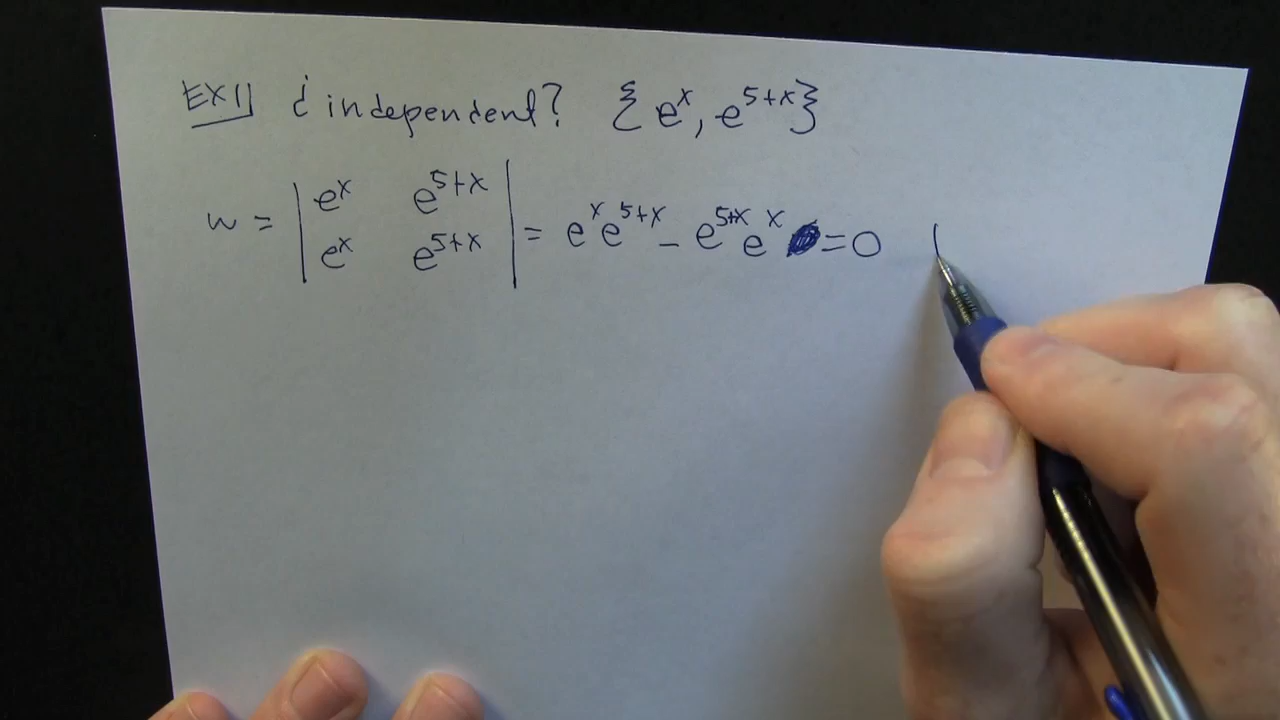 EX1] ¿independent? {e^x, e^{5+x}}
w = | e^x e^{5+x} | = e^x e^{5+x} - e^{5+x} e^x = 0
| e^x e^{5+x} |